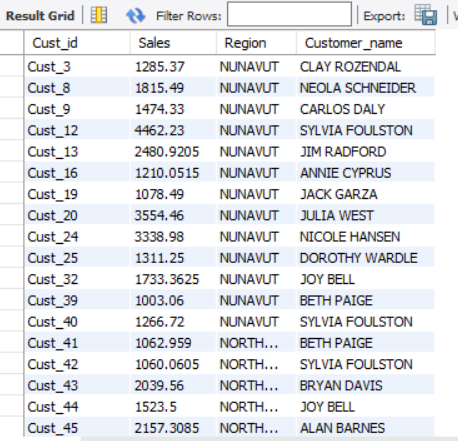 Result Grid Filter Rows: Export:
Cust_id Sales Region Customer_name
Cust_3 1285.37 NUNAVUT CLAY ROZENDAL
Cust_8 1815.49 NUNAVUT NEOLA SCHNEIDER
Cust_9 1474.33 NUNAVUT CARLOS DALY
Cust_12 4462.23 NUNAVUT SYLVIA FOULSTON
Cust_13 2480.9205 NUNAVUT JIM RADFORD
Cust_16 1210.0515 NUNAVUT ANNIE CYPRUS
Cust_19 1078.49 NUNAVUT JACK GARZA
Cust_20 3554.46 NUNAVUT JULIA WEST
Cust_24 3338.98 NUNAVUT NICOLE HANSEN
Cust_25 1311.25 NUNAVUT DOROTHY WARDLE
Cust_32 1733.3625 NUNAVUT JOY BELL
Cust_39 1003.06 NUNAVUT BETH PAIGE
Cust_40 1266.72 NUNAVUT SYLVIA FOULSTON
Cust_41 1062.959 NORTH... BETH PAIGE
Cust_42 1060.0605 NORTH... SYLVIA FOULSTON
Cust_43 2039.56 NORTH... BRYAN DAVIS
Cust_44 1523.5 NORTH... JOY BELL
Cust_45 2157.3085 NORTH... ALAN BARNES